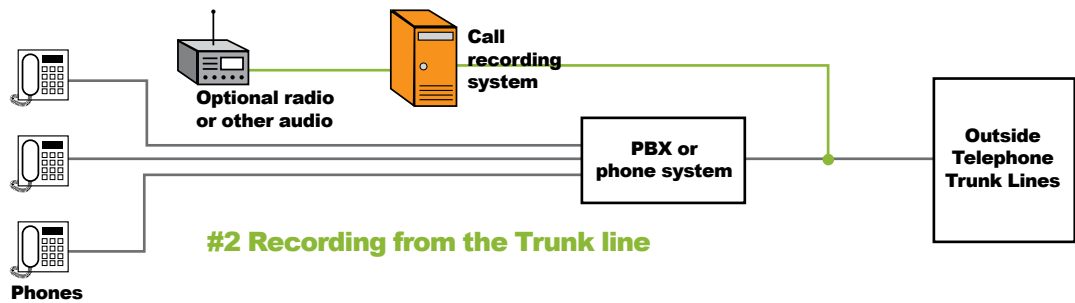 Call
recording
system
Optional radio
or other audio
PBX or
phone system
Outside
Telephone
Trunk Lines
#2 Recording from the Trunk line
Phones